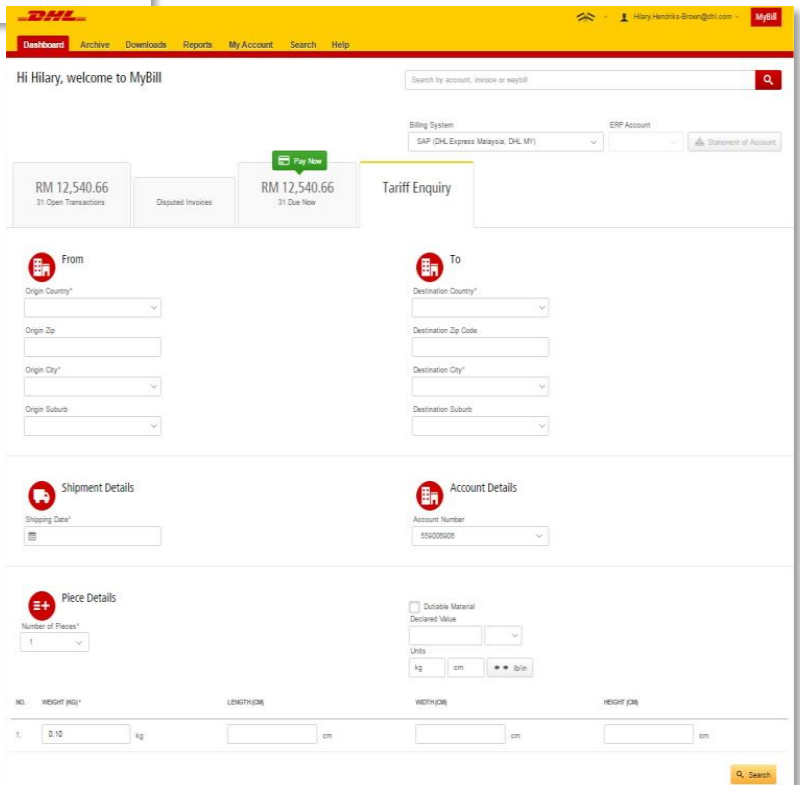 DHL
Hilary.Hendriks-Brown@dhl.com
MyBill
Dashboard Archive Downloads Reports My Account Search Help
Hi Hilary, welcome to MyBill
Search by account, invoice or waybill
Billing System
ERP Account
SAP (DHL Express Malaysia, DHL MY)
Statement of Account
Pay Now
RM 12,540.66
31 Open Transactions
Disputed Invoices
RM 12,540.66
31 Due Now
Tariff Enquiry
From
Origin Country*
Origin Zip
Origin City*
Origin Suburb
To
Destination Country*
Destination Zip Code
Destination City*
Destination Suburb
Shipment Details
Shipping Date*
Account Details
Account Number
559006906
Piece Details
Number of Pieces*
1
Dutiable Material
Declared Value
Units
kg cm lb/in
NO. WEIGHT (KG)* LENGTH (CM) WIDTH (CM) HEIGHT (CM)
1. 0.10 kg cm cm cm
Search